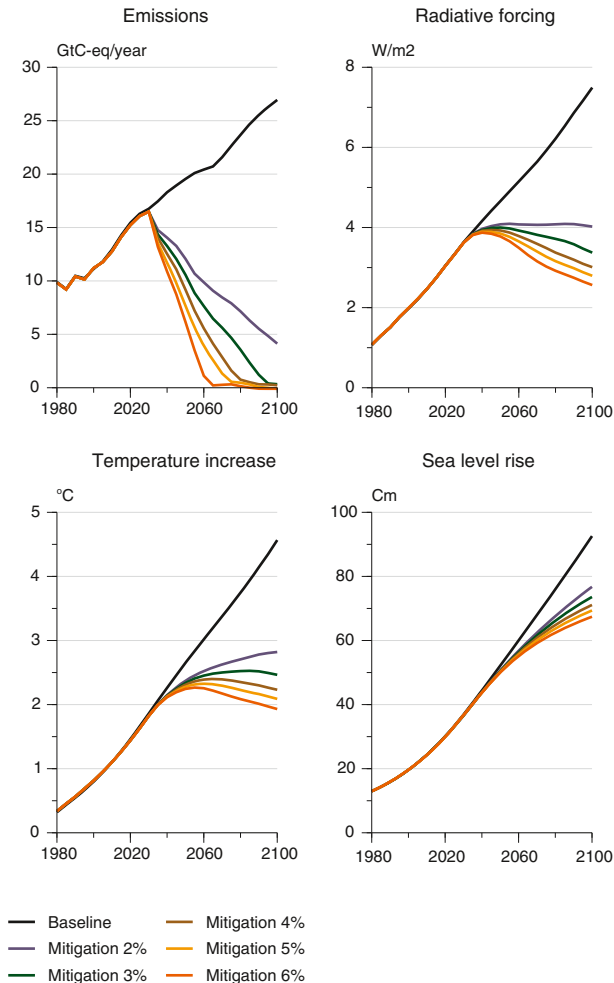 Emissions
GtC-eq/year
30
25
20
15
10
5
0
1980 2020 2060 2100
Radiative forcing
W/m2
8
6
4
2
0
1980 2020 2060 2100
Temperature increase
°C
5
4
3
2
1
0
1980 2020 2060 2100
Sea level rise
Cm
100
80
60
40
20
0
1980 2020 2060 2100
Baseline
Mitigation 2%
Mitigation 3%
Mitigation 4%
Mitigation 5%
Mitigation 6%